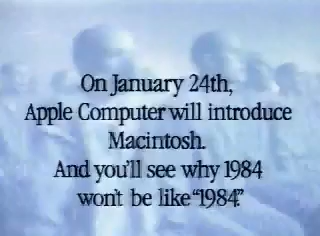 On January 24th,
Apple Computer will introduce
Macintosh.
And you'll see why 1984
won't be like "1984."